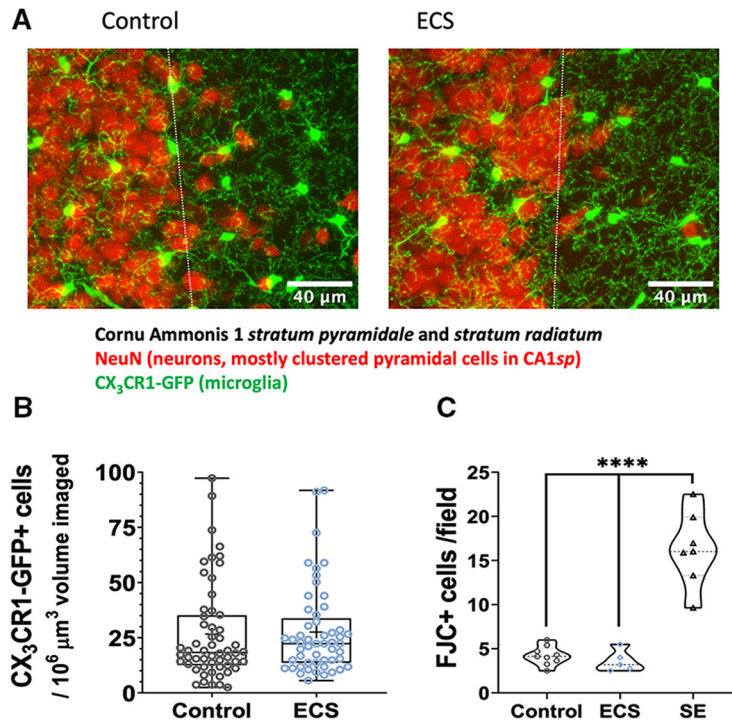 A
Control
ECS
40 µm
40 µm
Cornu Ammonis 1 stratum pyramidale and stratum radiatum
NeuN (neurons, mostly clustered pyramidal cells in CA1sp)
CX₃CR1-GFP (microglia)
B
CX₃CR1-GFP+ cells
/ 10⁶ µm³ volume imaged
100
75
50
25
0
Control
ECS
C
FJC+ cells /field
25
20
15
10
5
0
****
Control
ECS
SE